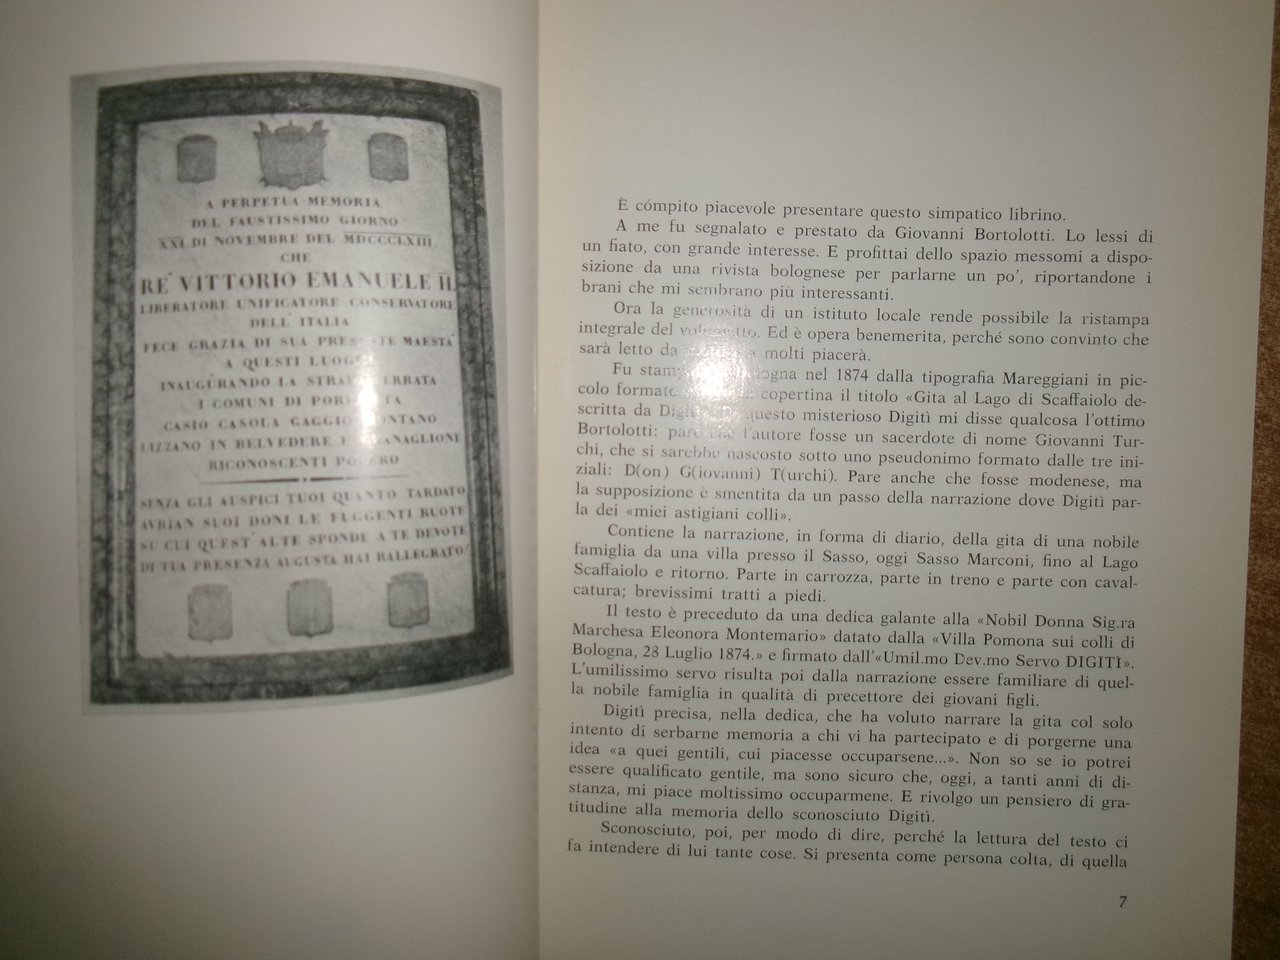 A PERPETUA MEMORIA
DEL FAUSTISSIMO GIORNO
XXI. DI NOVEMBRE DEL MDCCCLXIII.
CHE
RE VITTORIO EMANUELE II.
LIBERATORE UNIFICATORE CONSERVATORE
DELL' ITALIA
FECE GRAZIA DI SUA MAESTÀ
A QUESTI
INAUGURANDO LA
I COMUNI DI
CASIO CASOLA GAGGIO
LIZZANO IN BELVEDERE E
RICONOSCENTI
SENZA GLI AUSPICI TUOI QUANTO TARDATO
AVRIAN SUOI DONI LE FUGGENTI RUOTE
SU CUI QUEST' ALTE SPONDE A TE DEVOTE
DI TUA PRESENZA AUGUSTA HAI RALLEGRATO
È cómpito piacevole presentare questo simpatico librino.
A me fu segnalato e prestato da Giovanni Bortolotti. Lo lessi di
un fiato, con grande interesse. E profittai dello spazio messomi a dispo-
sizione da una rivista bolognese per parlarne un po', riportandone i
brani che mi sembrano più interessanti.
Ora la generosità di un istituto locale rende possibile la ristampa
integrale del volumetto. Ed è opera benemerita, perché sono convinto che
sarà letto da molti piacerà.
Fu nel 1874 dalla tipografia Mareggiani in pic-
colo formato copertina il titolo «Gita al Lago di Scaffaiolo de-
scritta da questo misterioso Digitì mi disse qualcosa l'ottimo
Bortolotti: pare che l'autore fosse un sacerdote di nome Giovanni Tur-
chi, che si sarebbe nascosto sotto uno pseudonimo formato dalle tre ini-
ziali: D(on) G(iovanni) T(urchi). Pare anche che fosse modenese, ma
la supposizione è smentita da un passo della narrazione dove Digitì par-
la dei «miei astigiani colli».
Contiene la narrazione, in forma di diario, della gita di una nobile
famiglia da una villa presso il Sasso, oggi Sasso Marconi, fino al Lago
Scaffaiolo e ritorno. Parte in carrozza, parte in treno e parte con caval-
catura; brevissimi tratti a piedi.
Il testo è preceduto da una dedica galante alla «Nobil Donna Sig.ra
Marchesa Eleonora Montemario» datato dalla «Villa Pomona sui colli di
Bologna, 23 Luglio 1874.» e firmato dall'«Umil.mo Dev.mo Servo DIGITÌ».
L'umilissimo servo risulta poi dalla narrazione essere familiare di quel-
la nobile famiglia in qualità di precettore dei giovani figli.
Digitì precisa, nella dedica, che ha voluto narrare la gita col solo
intento di serbarne memoria a chi vi ha partecipato e di porgerne una
idea «a quei gentili, cui piacesse occuparsene...». Non so se io potrei
essere qualificato gentile, ma sono sicuro che, oggi, a tanti anni di di-
stanza, mi piace moltissimo occuparmene. E rivolgo un pensiero di gra-
titudine alla memoria dello sconosciuto Digitì.
Sconosciuto, poi, per modo di dire, perché la lettura del testo ci
fa intendere di lui tante cose. Si presenta come persona colta, di quella
7